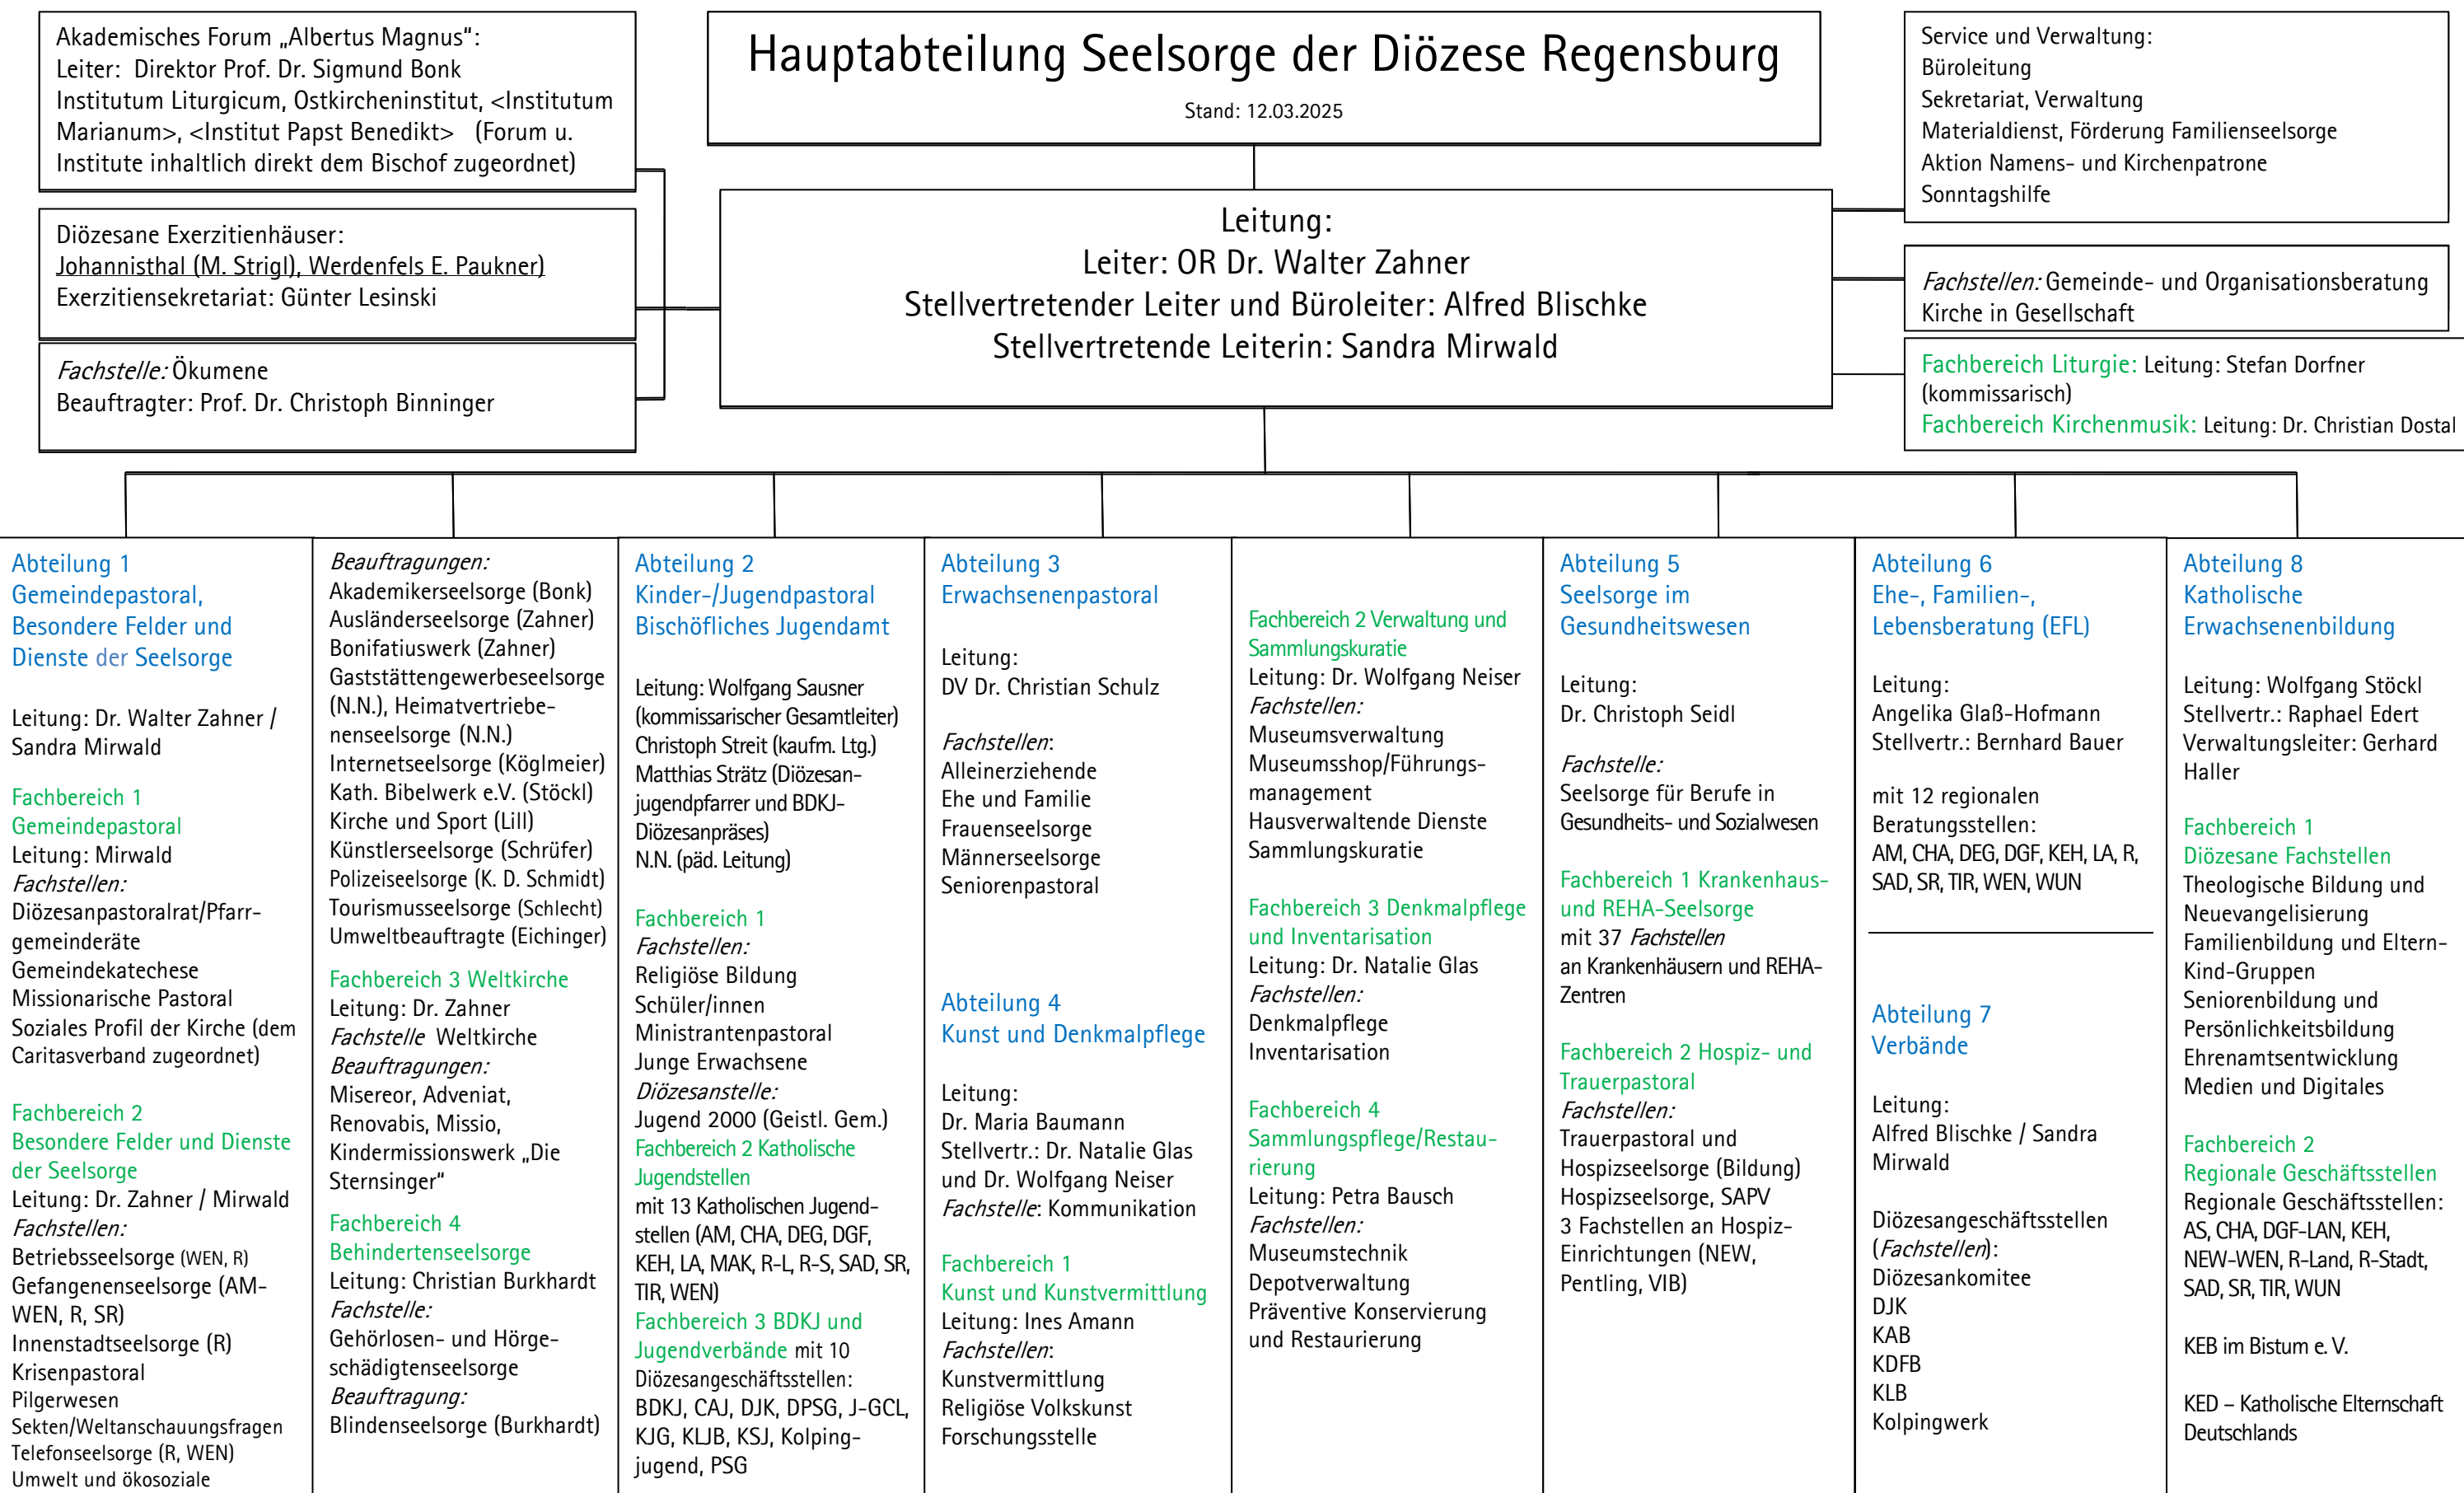 Akademisches Forum „Albertus Magnus“:
Leiter: Direktor Prof. Dr. Sigmund Bonk
Institutum Liturgicum, Ostkircheninstitut, <Institutum
Marianum>, <Institut Papst Benedikt> (Forum u.
Institute inhaltlich direkt dem Bischof zugeordnet)
Diözesane Exerzitienhäuser:
Johannisthal (M. Strigl), Werdenfels E. Paukner)
Exerzitiensekretariat: Günter Lesinski
Fachstelle: Ökumene
Beauftragter: Prof. Dr. Christoph Binninger
Hauptabteilung Seelsorge der Diözese Regensburg
Stand: 12.03.2025
Leitung:
Leiter: OR Dr. Walter Zahner
Stellvertretender Leiter und Büroleiter: Alfred Blischke
Stellvertretende Leiterin: Sandra Mirwald
Service und Verwaltung:
Büroleitung
Sekretariat, Verwaltung
Materialdienst, Förderung Familienseelsorge
Aktion Namens- und Kirchenpatrone
Sonntagshilfe
Fachstellen: Gemeinde- und Organisationsberatung
Kirche in Gesellschaft
Fachbereich Liturgie: Leitung: Stefan Dorfner
(kommissarisch)
Fachbereich Kirchenmusik: Leitung: Dr. Christian Dostal
Abteilung 1
Gemeindepastoral,
Besondere Felder und
Dienste der Seelsorge
Leitung: Dr. Walter Zahner /
Sandra Mirwald
Fachbereich 1
Gemeindepastoral
Leitung: Mirwald
Fachstellen:
Diözesanpastoralrat/Pfarr-
gemeinderäte
Gemeindekatechese
Missionarische Pastoral
Soziales Profil der Kirche (dem
Caritasverband zugeordnet)
Fachbereich 2
Besondere Felder und Dienste
der Seelsorge
Leitung: Dr. Zahner / Mirwald
Fachstellen:
Betriebsseelsorge (WEN, R)
Gefangenenseelsorge (AM-
WEN, R, SR)
Innenstadtseelsorge (R)
Krisenpastoral
Pilgerwesen
Sekten/Weltanschauungsfragen
Telefonseelsorge (R, WEN)
Umwelt und ökosoziale
Beauftragungen:
Akademikerseelsorge (Bonk)
Ausländerseelsorge (Zahner)
Bonifatiuswerk (Zahner)
Gaststättengewerbeseelsorge
(N.N.), Heimatvertriebe-
nenseelsorge (N.N.)
Internetseelsorge (Köglmeier)
Kath. Bibelwerk e.V. (Stöckl)
Kirche und Sport (Lill)
Künstlerseelsorge (Schrüfer)
Polizeiseelsorge (K. D. Schmidt)
Tourismusseelsorge (Schlecht)
Umweltbeauftragte (Eichinger)
Fachbereich 3 Weltkirche
Leitung: Dr. Zahner
Fachstelle Weltkirche
Beauftragungen:
Misereor, Adveniat,
Renovabis, Missio,
Kindermissionswerk „Die
Sternsinger“
Fachbereich 4
Behindertenseelsorge
Leitung: Christian Burkhardt
Fachstelle:
Gehörlosen- und Hörge-
schädigtenseelsorge
Beauftragung:
Blindenseelsorge (Burkhardt)
Abteilung 2
Kinder-/Jugendpastoral
Bischöfliches Jugendamt
Leitung: Wolfgang Sausner
(kommissarischer Gesamtleiter)
Christoph Streit (kaufm. Ltg.)
Matthias Strätz (Diözesan-
jugendpfarrer und BDKJ-
Diözesanpräses)
N.N. (päd. Leitung)
Fachbereich 1
Fachstellen:
Religiöse Bildung
Schüler/innen
Ministrantenpastoral
Junge Erwachsene
Diözesanstelle:
Jugend 2000 (Geistl. Gem.)
Fachbereich 2 Katholische
Jugendstellen
mit 13 Katholischen Jugend-
stellen (AM, CHA, DEG, DGF,
KEH, LA, MAK, R-L, R-S, SAD, SR,
TIR, WEN)
Fachbereich 3 BDKJ und
Jugendverbände mit 10
Diözesangeschäftsstellen:
BDKJ, CAJ, DJK, DPSG, J-GCL,
KJG, KLJB, KSJ, Kolping-
jugend, PSG
Abteilung 3
Erwachsenenpastoral
Leitung:
DV Dr. Christian Schulz
Fachstellen:
Alleinerziehende
Ehe und Familie
Frauenseelsorge
Männerseelsorge
Seniorenpastoral
Abteilung 4
Kunst und Denkmalpflege
Leitung:
Dr. Maria Baumann
Stellvertr.: Dr. Natalie Glas
und Dr. Wolfgang Neiser
Fachstelle: Kommunikation
Fachbereich 1
Kunst und Kunstvermittlung
Leitung: Ines Amann
Fachstellen:
Kunstvermittlung
Religiöse Volkskunst
Forschungsstelle
Fachbereich 2 Verwaltung und
Sammlungskuratie
Leitung: Dr. Wolfgang Neiser
Fachstellen:
Museumsverwaltung
Museumsshop/Führungs-
management
Hausverwaltende Dienste
Sammlungskuratie
Fachbereich 3 Denkmalpflege
und Inventarisation
Leitung: Dr. Natalie Glas
Fachstellen:
Denkmalpflege
Inventarisation
Fachbereich 4
Sammlungspflege/Restau-
rierung
Leitung: Petra Bausch
Fachstellen:
Museumstechnik
Depotverwaltung
Präventive Konservierung
und Restaurierung
Abteilung 5
Seelsorge im
Gesundheitswesen
Leitung:
Dr. Christoph Seidl
Fachstelle:
Seelsorge für Berufe in
Gesundheits- und Sozialwesen
Fachbereich 1 Krankenhaus-
und REHA-Seelsorge
mit 37 Fachstellen
an Krankenhäusern und REHA-
Zentren
Fachbereich 2 Hospiz- und
Trauerpastoral
Fachstellen:
Trauerpastoral und
Hospizseelsorge (Bildung)
Hospizseelsorge, SAPV
3 Fachstellen an Hospiz-
Einrichtungen (NEW,
Pentling, VIB)
Abteilung 6
Ehe-, Familien-,
Lebensberatung (EFL)
Leitung:
Angelika Glaß-Hofmann
Stellvertr.: Bernhard Bauer
mit 12 regionalen
Beratungsstellen:
AM, CHA, DEG, DGF, KEH, LA, R,
SAD, SR, TIR, WEN, WUN
Abteilung 7
Verbände
Leitung:
Alfred Blischke / Sandra
Mirwald
Diözesangeschäftsstellen
(Fachstellen):
Diözesankomitee
DJK
KAB
KDFB
KLB
Kolpingwerk
Abteilung 8
Katholische
Erwachsenenbildung
Leitung: Wolfgang Stöckl
Stellvertr.: Raphael Edert
Verwaltungsleiter: Gerhard
Haller
Fachbereich 1
Diözesane Fachstellen
Theologische Bildung und
Neuevangelisierung
Familienbildung und Eltern-
Kind-Gruppen
Seniorenbildung und
Persönlichkeitsbildung
Ehrenamtsentwicklung
Medien und Digitales
Fachbereich 2
Regionale Geschäftsstellen
Regionale Geschäftsstellen:
AS, CHA, DGF-LAN, KEH,
NEW-WEN, R-Land, R-Stadt,
SAD, SR, TIR, WUN
KEB im Bistum e. V.
KED – Katholische Elternschaft
Deutschlands